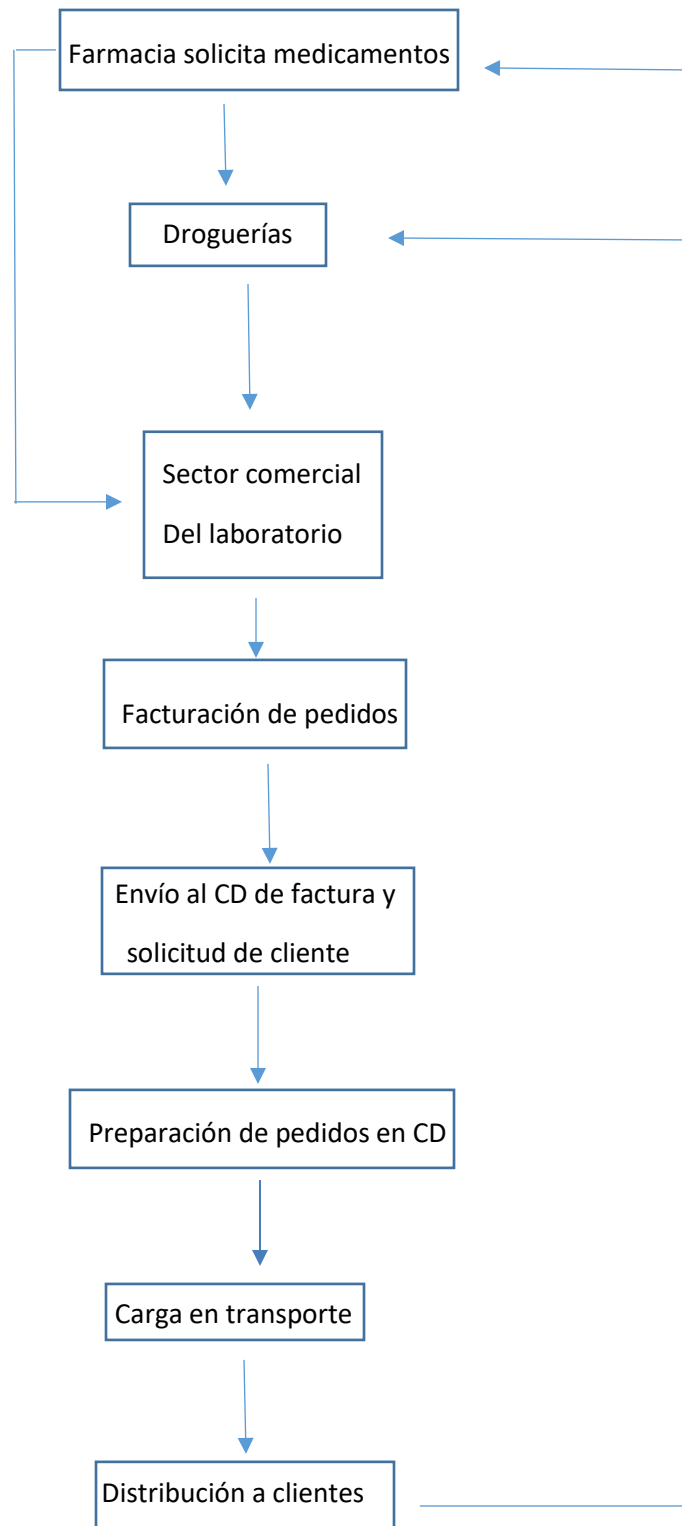 Farmacia solicita medicamentos
Droguerías
Sector comercial
Del laboratorio
Facturación de pedidos
Envío al CD de factura y
solicitud de cliente
Preparación de pedidos en CD
Carga en transporte
Distribución a clientes